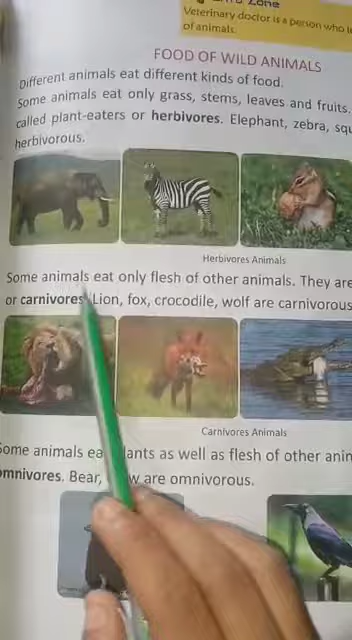 Zone
Veterinary doctor is a person who
of animals.
FOOD OF WILD ANIMALS
Different animals eat different kinds of food.
Some animals eat only grass, stems, leaves and fruits.
called plant-eaters or herbivores. Elephant, zebra,
herbivorous.
Herbivores Animals
Some animals eat only flesh of other animals. They are
or carnivores. Lion, fox, crocodile, wolf are carnivorous
Carnivores Animals
Some animals as well as flesh of other
omnivores. Bear, are omnivorous.